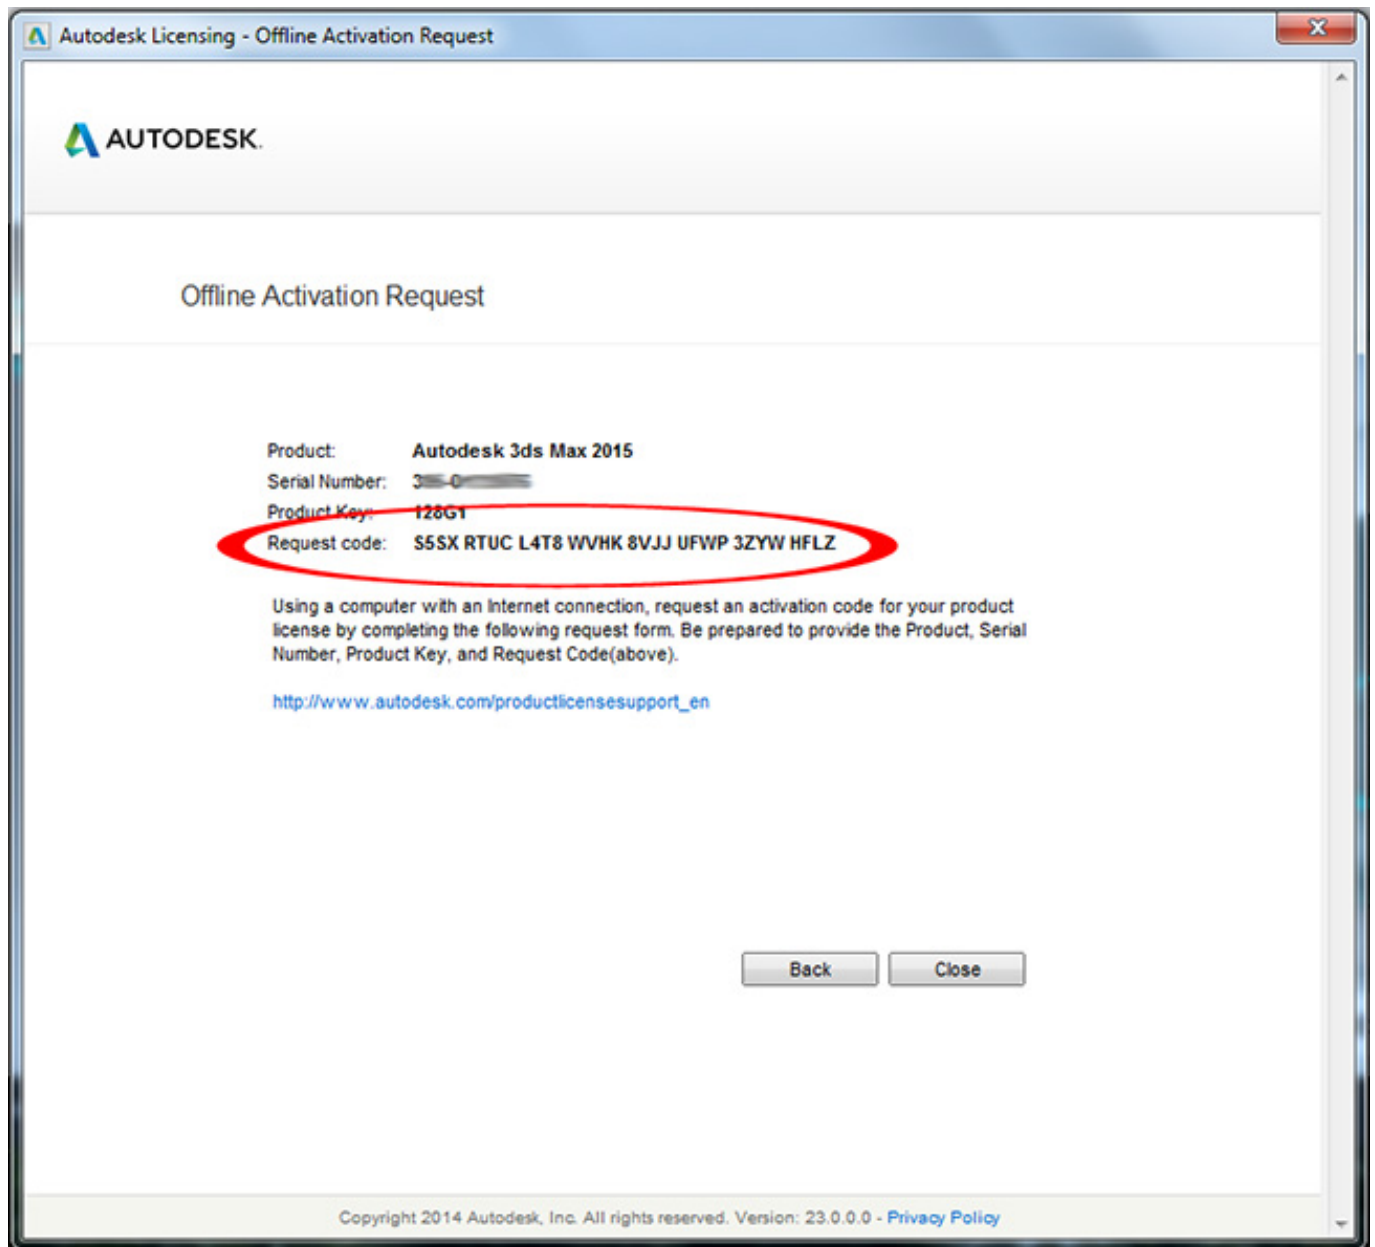 Autodesk Licensing - Offline Activation Request
AUTODESK.
Offline Activation Request
Product: Autodesk 3ds Max 2015
Serial Number:
Product Key: 128G1
Request code: S5SX RTUC L4T8 WVHK 8VJJ UFWP 3ZYW HFLZ
Using a computer with an Internet connection, request an activation code for your product
license by completing the following request form. Be prepared to provide the Product, Serial
Number, Product Key, and Request Code(above).
http://www.autodesk.com/productlicensesupport_en
Back Close
Copyright 2014 Autodesk, Inc. All rights reserved. Version: 23.0.0.0 - Privacy Policy